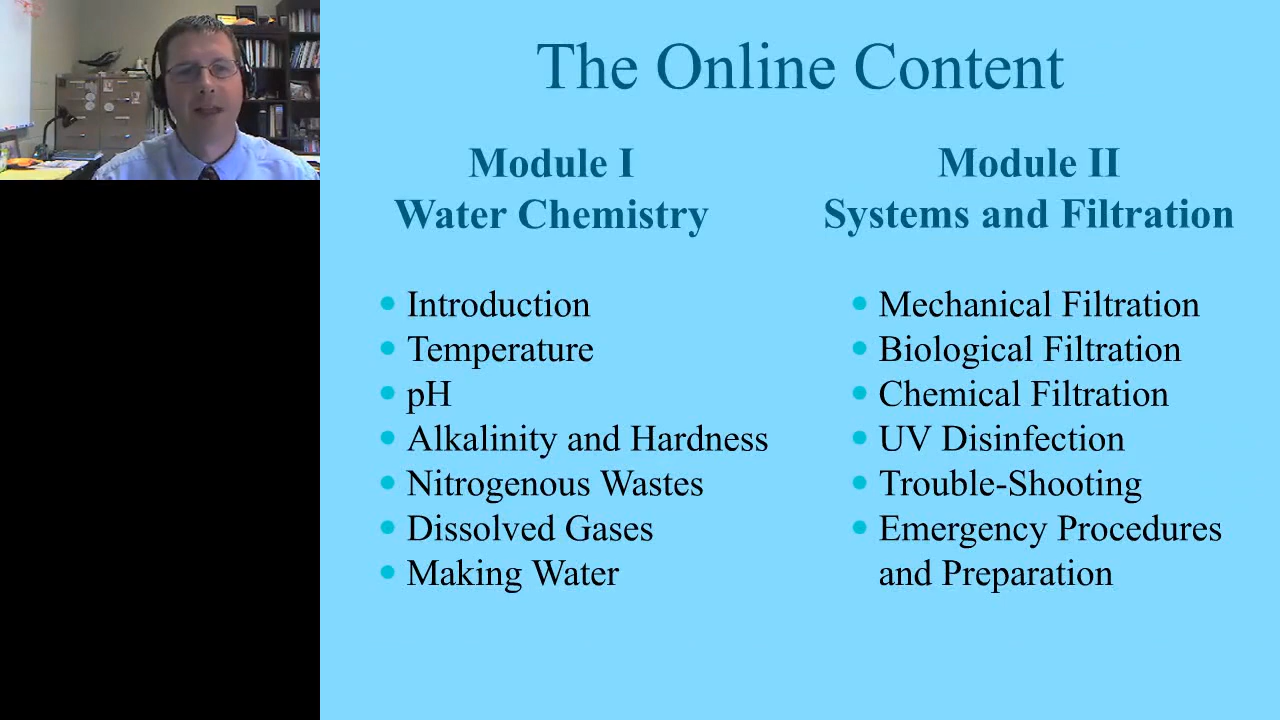 The Online Content
Module I
Water Chemistry
• Introduction
• Temperature
• pH
• Alkalinity and Hardness
• Nitrogenous Wastes
• Dissolved Gases
• Making Water
Module II
Systems and Filtration
• Mechanical Filtration
• Biological Filtration
• Chemical Filtration
• UV Disinfection
• Trouble-Shooting
• Emergency Procedures
and Preparation